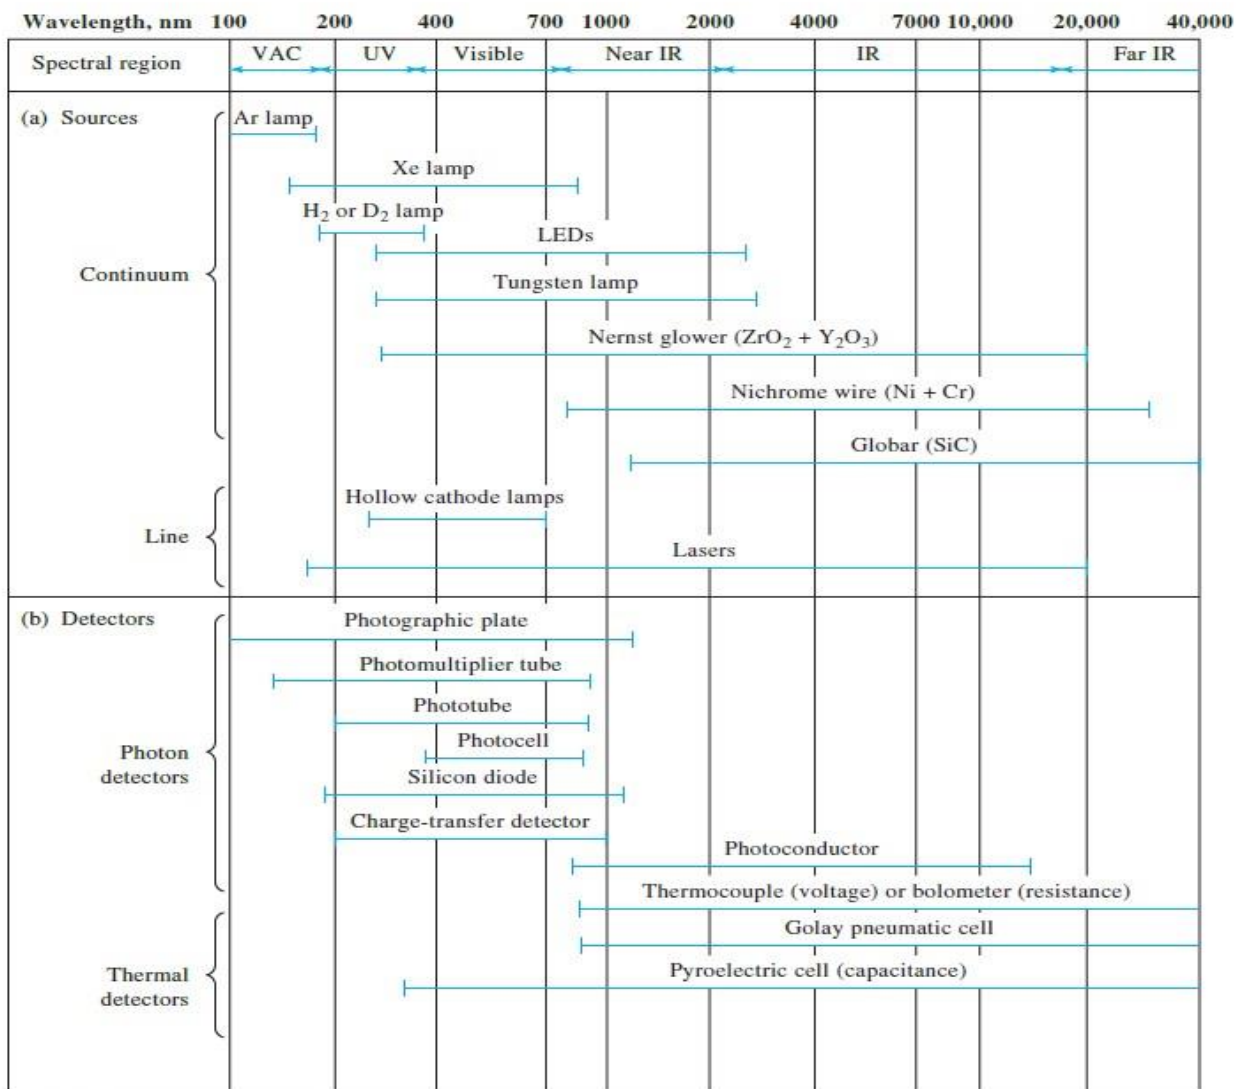 Wavelength, nm 100 200 400 700 1000 2000 4000 7000 10,000 20,000 40,000
Spectral region VAC UV Visible Near IR IR Far IR
(a) Sources
Ar lamp
Xe lamp
H₂ or D₂ lamp
LEDs
Continuum
Tungsten lamp
Nernst glower (ZrO₂ + Y₂O₃)
Nichrome wire (Ni + Cr)
Globar (SiC)
Hollow cathode lamps
Line
Lasers
(b) Detectors
Photographic plate
Photomultiplier tube
Phototube
Photocell
Photon
detectors
Silicon diode
Charge-transfer detector
Photoconductor
Thermocouple (voltage) or bolometer (resistance)
Golay pneumatic cell
Pyroelectric cell (capacitance)
Thermal
detectors